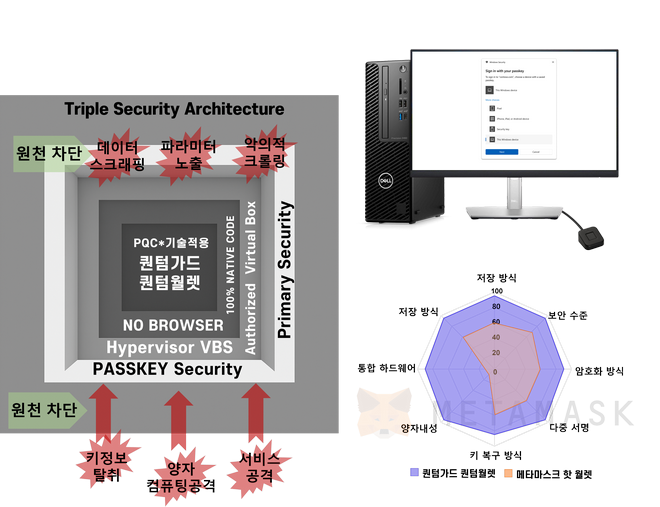 Triple Security Architecture
원천 차단
데이터
스크래핑
파라미터
노출
악의적
크롤링
PQC*기술적용
퀀텀가드
퀀텀월렛
100% NATIVE CODE
NO BROWSER
Authorized Virtual Box
Hypervisor VBS
Primary Security
PASSKEY Security
원천 차단
키정보
탈취
양자
컴퓨팅공격
서비스
공격
Sign in with your passkey
DELL
저장 방식
100
80
60
40
20
0
저장 방식
보안 수준
통합 하드웨어
암호화 방식
양자내성
다중 서명
키 복구 방식
METAMASK
퀀텀가드 퀀텀월렛
메타마스크 핫 월렛